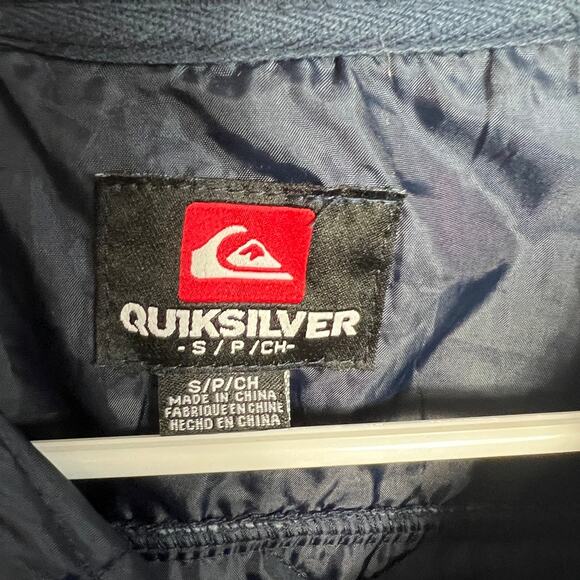 QUIKSILVER
- S / P / CH-
S/P/CH
MADE IN CHINA
FABRIQUE EN CHINE
HECHO EN CHINA